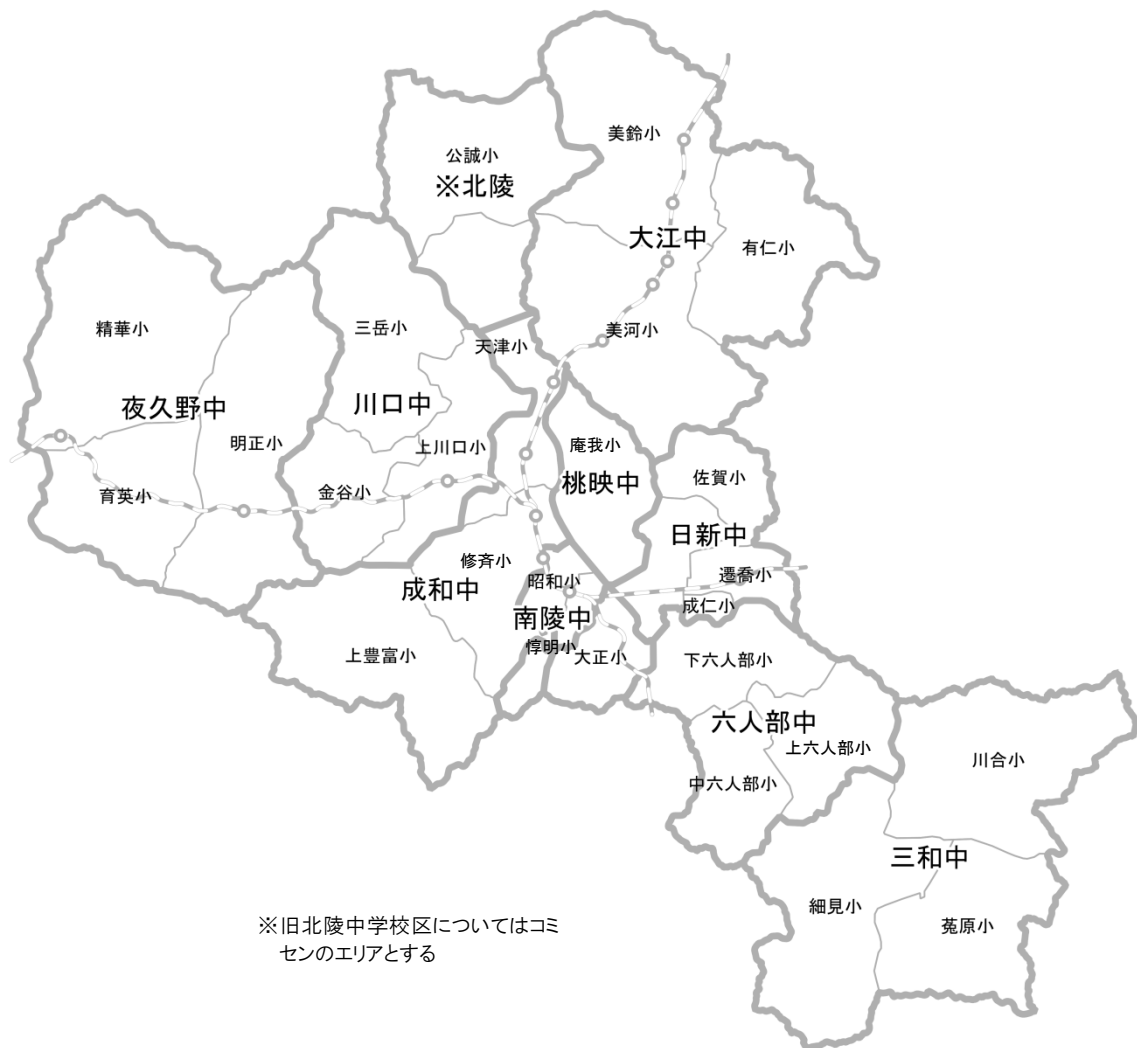 美鈴小
公誠小
※北陵
大江中
有仁小
精華小
三岳小
天津小
美河小
夜久野中
川口中
明正小
上川口小
庵我小
桃映中
佐賀小
育英小
金谷小
日新中
修斉小
成和中
昭和小
遷喬小
成仁小
南陵中
惇明小
大正小
上豊富小
下六人部小
六人部中
上六人部小
中六人部小
川合小
三和中
細見小
菟原小
※旧北陵中学校区についてはコミ
センのエリアとする